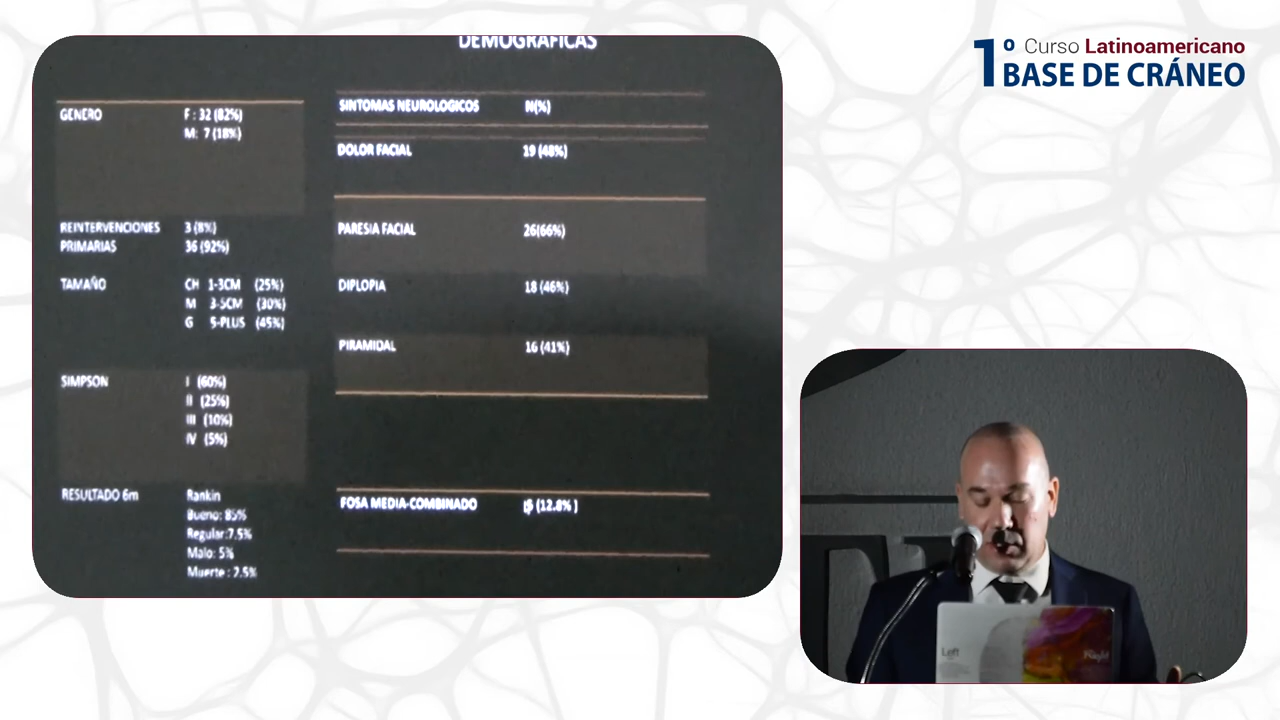 1º Curso Latinoamericano
BASE DE CRÁNEO
DEMOGRAFICAS
GENERO F : 32 (82%)
M: 7 (18%)
REINTERVENCIONES 3 (8%)
PRIMARIAS 36 (92%)
TAMAÑO CH 1-3CM (25%)
M 3-5CM (30%)
G 5-PLUS (45%)
SIMPSON I (60%)
II (25%)
III (10%)
IV (5%)
RESULTADO 6m Rankin
Bueno: 85%
Regular:7.5%
Malo: 5%
Muerte : 2.5%
SINTOMAS NEUROLOGICOS N(%)
DOLOR FACIAL 19 (48%)
PARESIA FACIAL 26(66%)
DIPLOPIA 18 (46%)
PIRAMIDAL 16 (41%)
FOSA MEDIA-COMBINADO (12.8% )
Left
Right